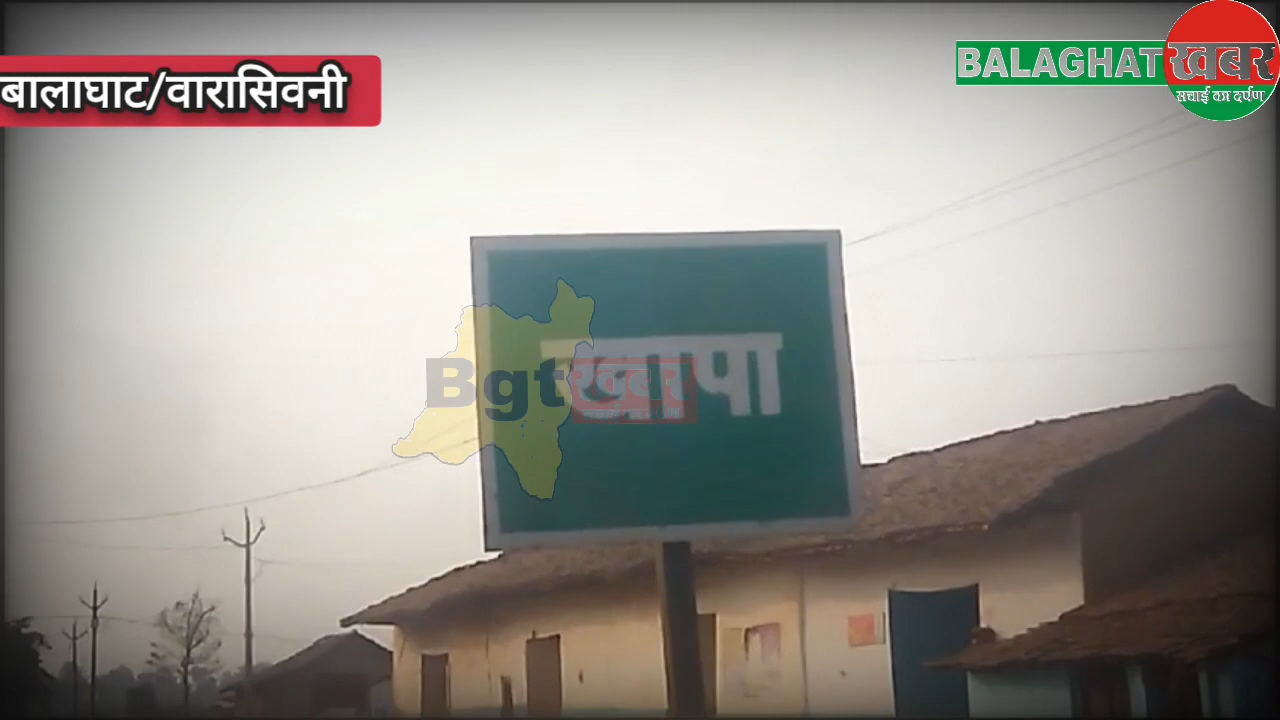 BALAGHAT खबर
सच्चाई का दर्पण
बालाघाट/वारासिवनी
खापा
Bgt खबर